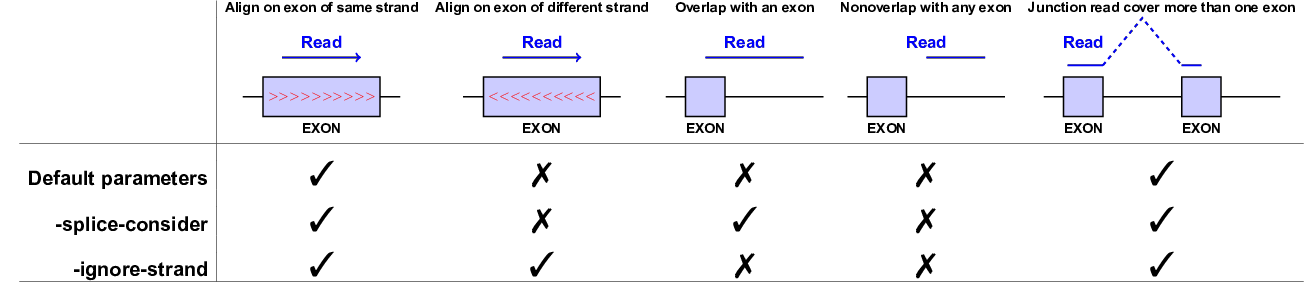 Align on exon of same strand Align on exon of different strand Overlap with an exon Nonoverlap with any exon Junction read cover more than one exon
Read Read Read Read Read
>>>>>>>>>> <<<<<<<<<<
EXON EXON EXON EXON EXON EXON
Default parameters ✓ ✗ ✗ ✗ ✓
-splice-consider ✓ ✗ ✓ ✗ ✓
-ignore-strand ✓ ✓ ✗ ✗ ✓